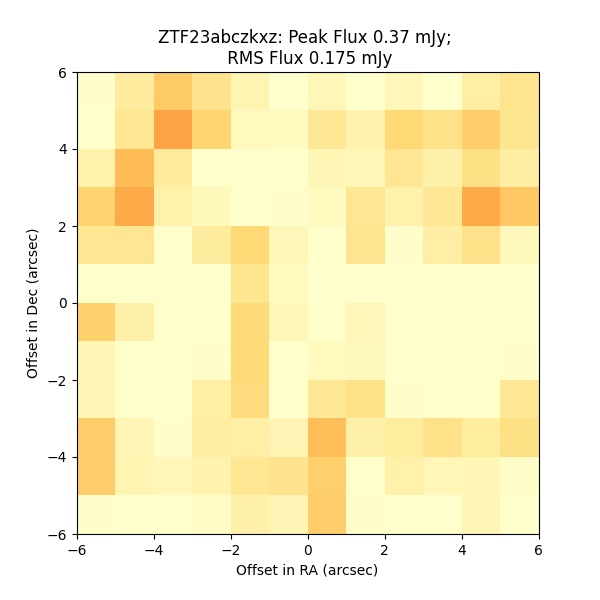 ZTF23abczkxz: Peak Flux 0.37 mJy;
RMS Flux 0.175 mJy
6
4
2
0
−2
−4
−6
Offset in Dec (arcsec)
−6 −4 −2 0 2 4 6
Offset in RA (arcsec)